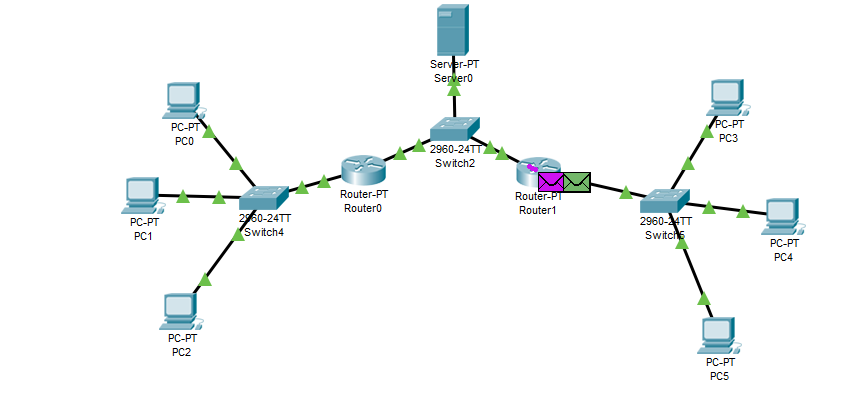 Server-PT
Server0
PC-PT
PC0
PC-PT
PC1
PC-PT
PC2
2960-24TT
Switch4
Router-PT
Router0
2960-24TT
Switch2
Router-PT
Router1
2960-24TT
Switch5
PC-PT
PC3
PC-PT
PC4
PC-PT
PC5